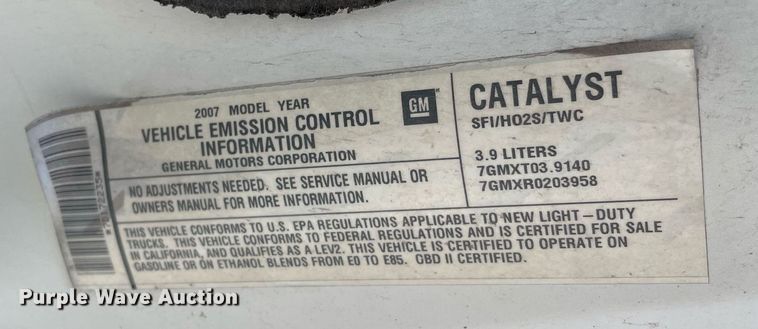 2007 MODEL YEAR
VEHICLE EMISSION CONTROL
INFORMATION
GENERAL MOTORS CORPORATION
GM
NO ADJUSTMENTS NEEDED. SEE SERVICE MANUAL OR
OWNERS MANUAL FOR MORE INFORMATION.
CATALYST
SFI/HO2S/TWC
3.9 LITERS
7GMXT03.9140
7GMXR0203958
THIS VEHICLE CONFORMS TO U.S. EPA REGULATIONS APPLICABLE TO NEW LIGHT-DUTY
TRUCKS. THIS VEHICLE CONFORMS TO FEDERAL REGULATIONS AND IS CERTIFIED FOR SALE
IN CALIFORNIA, AND QUALIFIES AS A LEV2. THIS VEHICLE IS CERTIFIED TO OPERATE ON
GASOLINE OR ON ETHANOL BLENDS FROM E0 TO E85. OBD II CERTIFIED.
Purple Wave Auction